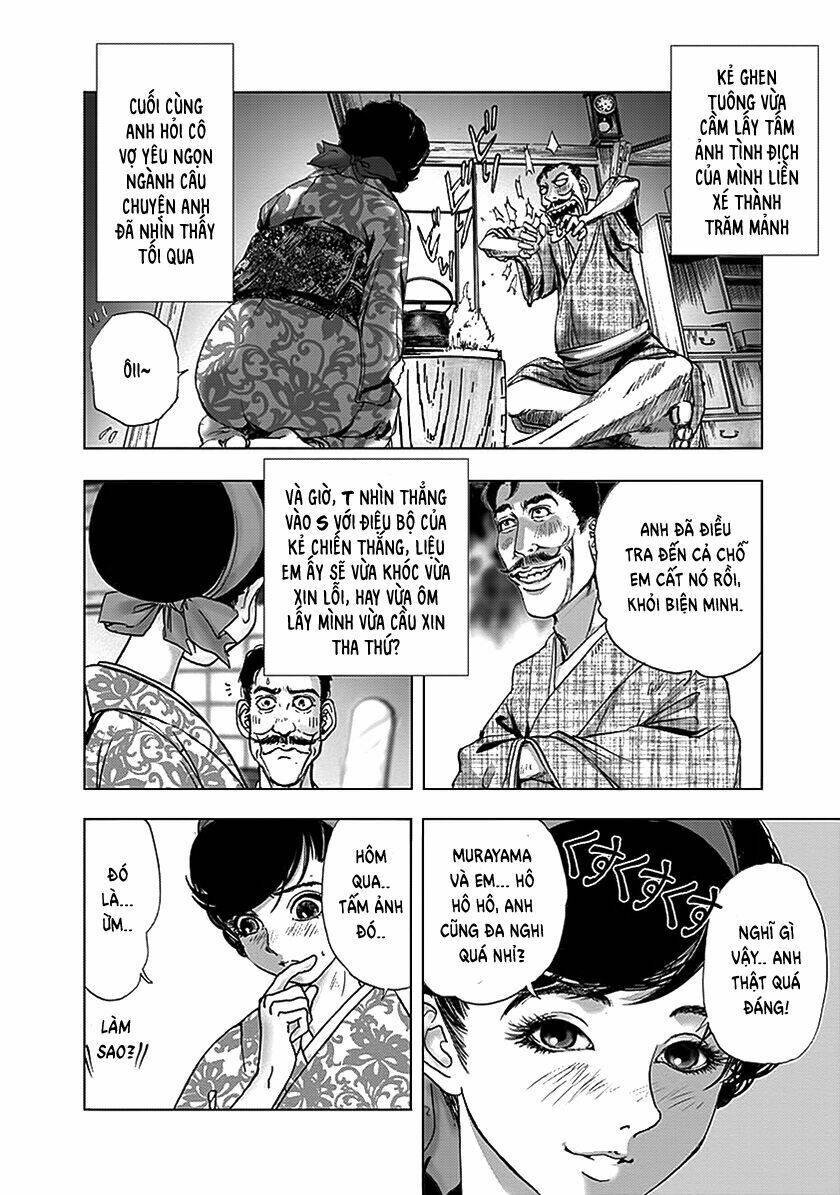 KẺ GHEN
TUÔNG VỪA
CẦM LẤY TẤM
ẢNH TÌNH ĐỊCH
CỦA MÌNH LIỀN
XÉ THÀNH
TRĂM MẢNH
CUỐI CÙNG
ANH HỎI CÔ
VỢ YÊU NGỌN
NGÀNH CÂU
CHUYỆN ANH
ĐÃ NHÌN THẤY
TỐI QUA
ÔII~
ANH ĐÃ ĐIỀU
TRA ĐẾN CẢ CHỖ
EM CẤT NÓ RỒI,
KHỎI BIỆN MINH.
VÀ GIỜ, T NHÌN THẲNG
VÀO S VỚI ĐIỆU BỘ CỦA
KẺ CHIẾN THẮNG, LIỆU
EM ẤY SẼ VỪA KHÓC VỪA
XIN LỖI, HAY VỪA ÔM
LẤY MÌNH VỪA CẦU XIN
THA THỨ?
NGHĨ GÌ
VẬY.. ANH
THẬT QUÁ
ĐÁNG!
くすくすくすくす
MURAYAMA
VÀ EM... HÔ
HÔ HÔ, ANH
CŨNG ĐA NGHI
QUÁ NHỈ?
HÔM
QUA..
TẤM ẢNH
ĐÓ..
ĐÓ
LÀ...
ỪM..
LÀM
SAO?